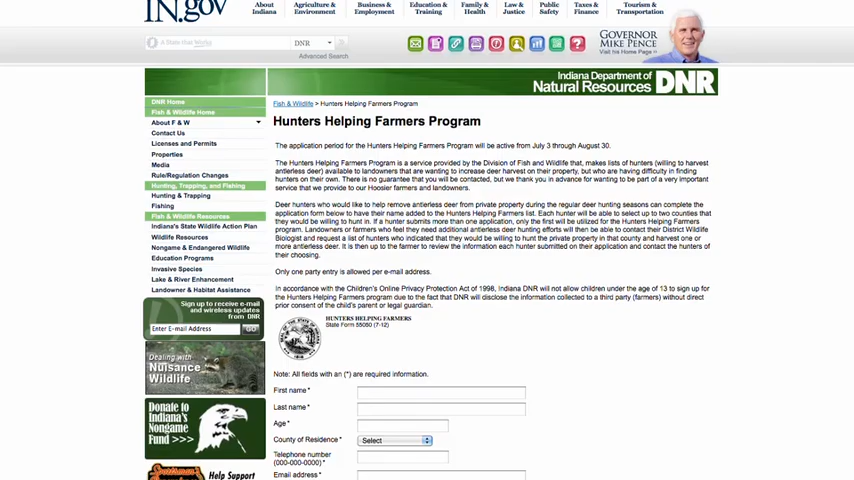 IN.gov
About
Indiana
Agriculture &
Environment
Business &
Employment
Education &
Training
Family &
Health
Law &
Justice
Public
Safety
Taxes &
Finance
Tourism &
Transportation
A State that Works
DNR
Advanced Search
GOVERNOR
MIKE PENCE
Visit his Home Page
Indiana Department of
Natural Resources DNR
DNR Home
Fish & Wildlife Home
About F & W
Contact Us
Licenses and Permits
Properties
Media
Rule/Regulation Changes
Hunting, Trapping, and Fishing
Hunting & Trapping
Fishing
Fish & Wildlife Resources
Indiana's State Wildlife Action Plan
Wildlife Resources
Nongame & Endangered Wildlife
Education Programs
Invasive Species
Lake & River Enhancement
Landowner & Habitat Assistance
Sign up to receive e-mail
and wireless updates
from DNR
Enter E-mail Address
GO
Dealing with
Nuisance
Wildlife
Donate to
Indiana's
Nongame
Fund >>>
Help Support
Fish & Wildlife > Hunters Helping Farmers Program
Hunters Helping Farmers Program
The application period for the Hunters Helping Farmers Program will be active from July 3 through August 30.
The Hunters Helping Farmers Program is a service provided by the Division of Fish and Wildlife that, makes lists of hunters (willing to harvest
antlerless deer) available to landowners that are wanting to increase deer harvest on their property, but who are having difficulty in finding
hunters on their own. There is no guarantee that you will be contacted, but we thank you in advance for wanting to be part of a very important
service that we provide to our Hoosier farmers and landowners.
Deer hunters who would like to help remove antlerless deer from private property during the regular deer hunting seasons can complete the
application form below to have their name added to the Hunters Helping Farmers list. Each hunter will be able to select up to two counties that
they would be willing to hunt in. If a hunter submits more than one application, only the first will be utilized for the Hunters Helping Farmers
program. Landowners or farmers who feel they need additional antlerless deer hunting efforts will then be able to contact their District Wildlife
Biologist and request a list of hunters who indicated that they would be willing to hunt the private property in that county and harvest one or
more antlerless deer. It is then up to the farmer to review the information each hunter submitted on their application and contact the hunters of
their choosing.
Only one party entry is allowed per e-mail address.
In accordance with the Children's Online Privacy Protection Act of 1998, Indiana DNR will not allow children under the age of 13 to sign up for
the Hunters Helping Farmers program due to the fact that DNR will disclose the information collected to a third party (farmers) without direct
prior consent of the child's parent or legal guardian.
HUNTERS HELPING FARMERS
State Form 55050 (7-12)
Note: All fields with an (*) are required information.
First name*
Last name*
Age*
County of Residence*
Select
Telephone number
(000-000-0000)*
Email address*